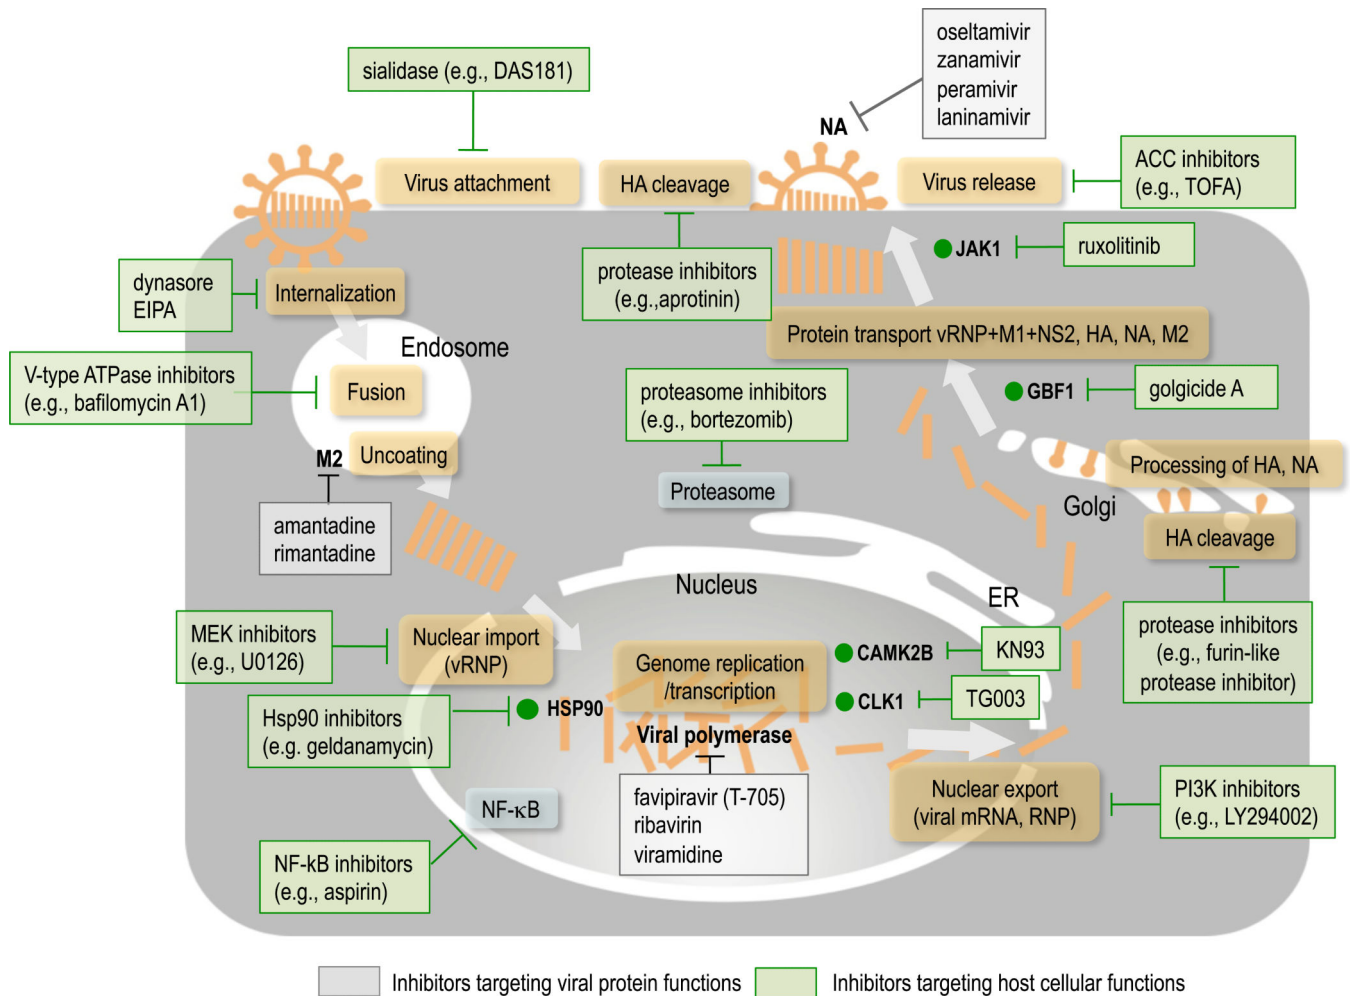 oseltamivir
zanamivir
peramivir
laninamivir
sialidase (e.g., DAS181)
NA
Virus attachment
HA cleavage
Virus release
ACC inhibitors
(e.g., TOFA)
JAK1
ruxolitinib
protease inhibitors
(e.g.,aprotinin)
dynasore
EIPA
Internalization
Protein transport vRNP+M1+NS2, HA, NA, M2
Endosome
V-type ATPase inhibitors
(e.g., bafilomycin A1)
Fusion
proteasome inhibitors
(e.g., bortezomib)
GBF1
golgicide A
M2
Uncoating
Proteasome
Processing of HA, NA
Golgi
amantadine
rimantadine
HA cleavage
Nucleus
ER
MEK inhibitors
(e.g., U0126)
Nuclear import
(vRNP)
Genome replication
/transcription
CAMK2B
KN93
protease inhibitors
(e.g., furin-like
protease inhibitor)
CLK1
TG003
Hsp90 inhibitors
(e.g. geldanamycin)
HSP90
Viral polymerase
favipiravir (T-705)
ribavirin
viramidine
NF-κB
Nuclear export
(viral mRNA, RNP)
PI3K inhibitors
(e.g., LY294002)
NF-kB inhibitors
(e.g., aspirin)
Inhibitors targeting viral protein functions
Inhibitors targeting host cellular functions